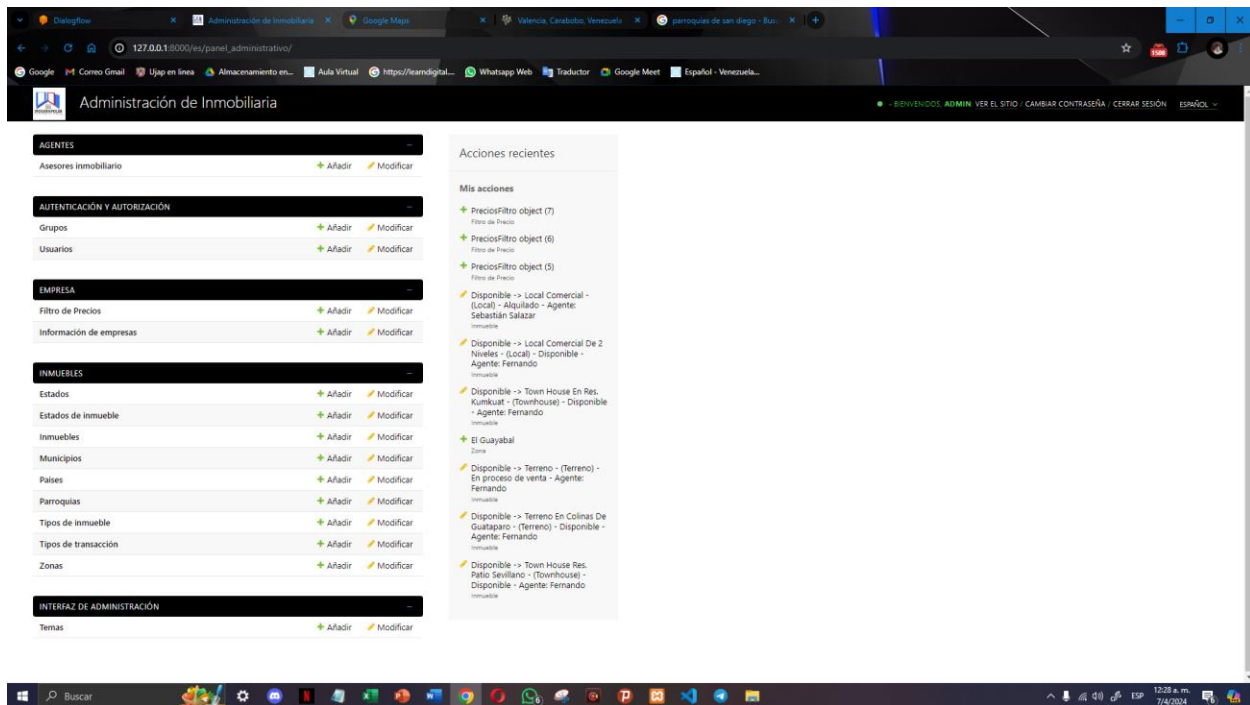 Dialogflow
Administración de Inmobiliaria
Google Maps
Valencia, Carabobo, Venezuela
parroquias de san diego - Bus
127.0.0.1:8000/es/panel_administrativo/
150E
Google
Correo Gmail
Ujap en linea
Almacenamiento en...
Aula Virtual
https://learndigital...
Whatsapp Web
Traductor
Google Meet
Español - Venezuela...
Administración de Inmobiliaria
- BIENVENIDOS, ADMIN VER EL SITIO / CAMBIAR CONTRASEÑA / CERRAR SESIÓN ESPAÑOL
AGENTES
Asesores inmobiliario + Añadir Modificar
AUTENTICACIÓN Y AUTORIZACIÓN
Grupos + Añadir Modificar
Usuarios + Añadir Modificar
EMPRESA
Filtro de Precios + Añadir Modificar
Información de empresas + Añadir Modificar
INMUEBLES
Estados + Añadir Modificar
Estados de inmueble + Añadir Modificar
Inmuebles + Añadir Modificar
Municipios + Añadir Modificar
Paises + Añadir Modificar
Parroquias + Añadir Modificar
Tipos de inmueble + Añadir Modificar
Tipos de transacción + Añadir Modificar
Zonas + Añadir Modificar
INTERFAZ DE ADMINISTRACIÓN
Temas + Añadir Modificar
Acciones recientes
Mis acciones
+ PreciosFiltro object (7)
Filtro de Precio
+ PreciosFiltro object (6)
Filtro de Precio
+ PreciosFiltro object (5)
Filtro de Precio
Disponible -> Local Comercial -
(Local) - Alquilado - Agente:
Sebastián Salazar
Inmueble
Disponible -> Local Comercial De 2
Niveles - (Local) - Disponible -
Agente: Fernando
Inmueble
Disponible -> Town House En Res.
Kumkuat - (Townhouse) - Disponible
- Agente: Fernando
Inmueble
+ El Guayabal
Zona
Disponible -> Terreno - (Terreno) -
En proceso de venta - Agente:
Fernando
Inmueble
Disponible -> Terreno En Colinas De
Guataparo - (Terreno) - Disponible -
Agente: Fernando
Inmueble
Disponible -> Town House Res.
Patio Sevillano - (Townhouse) -
Disponible - Agente: Fernando
Inmueble
Buscar
ESP
12:28 a. m.
7/4/2024